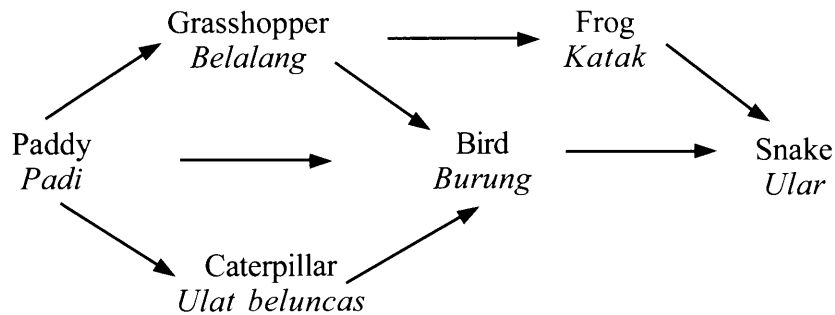 Grasshopper
Belalang
Frog
Katak
Paddy
Padi
Bird
Burung
Snake
Ular
Caterpillar
Ulat beluncas